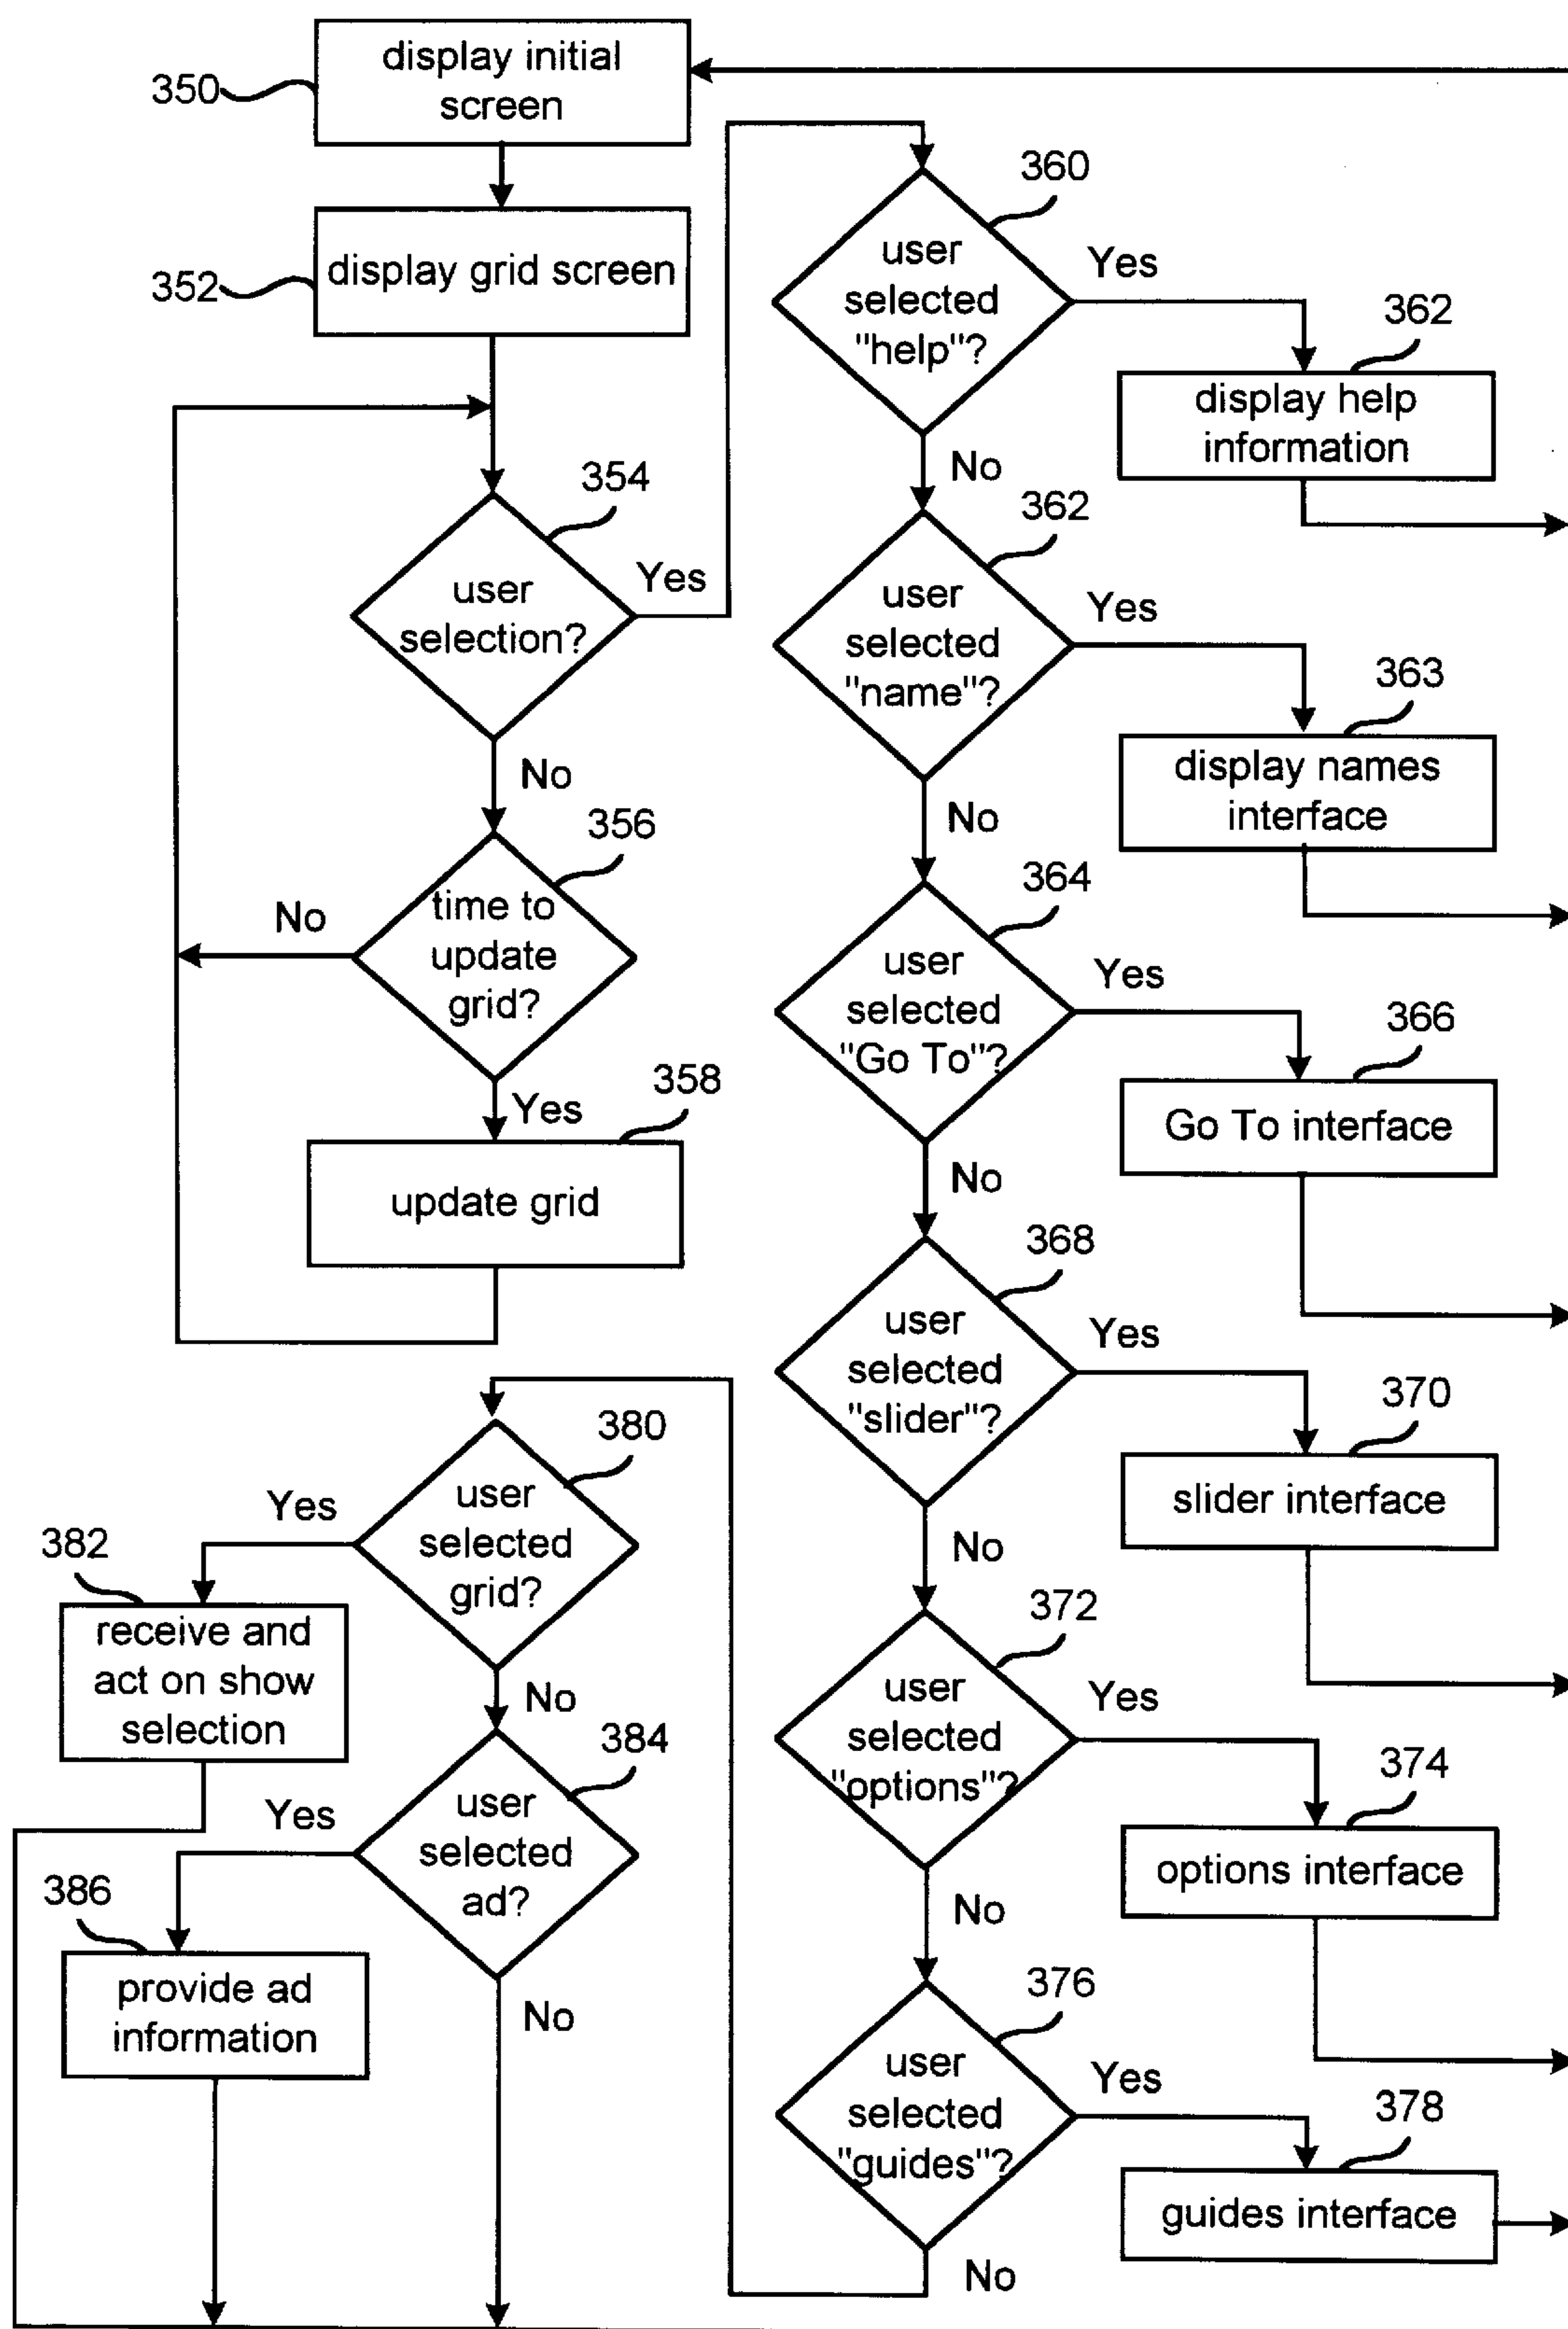 display initial
screen
350
display grid screen
352
354
user
selection?
Yes
No
356
time to
update
grid?
No
Yes
358
update grid
360
user
selected
"help"?
Yes
362
display help
information
No
362
user
selected
"name"?
Yes
363
display names
interface
No
364
user
selected
"Go To"?
Yes
366
Go To interface
No
368
user
selected
"slider"?
Yes
370
slider interface
No
372
user
selected
"options"?
Yes
374
options interface
No
376
user
selected
"guides"?
Yes
378
guides interface
No
380
user
selected
grid?
Yes
382
receive and
act on show
selection
No
384
user
selected
ad?
Yes
386
provide ad
information
No